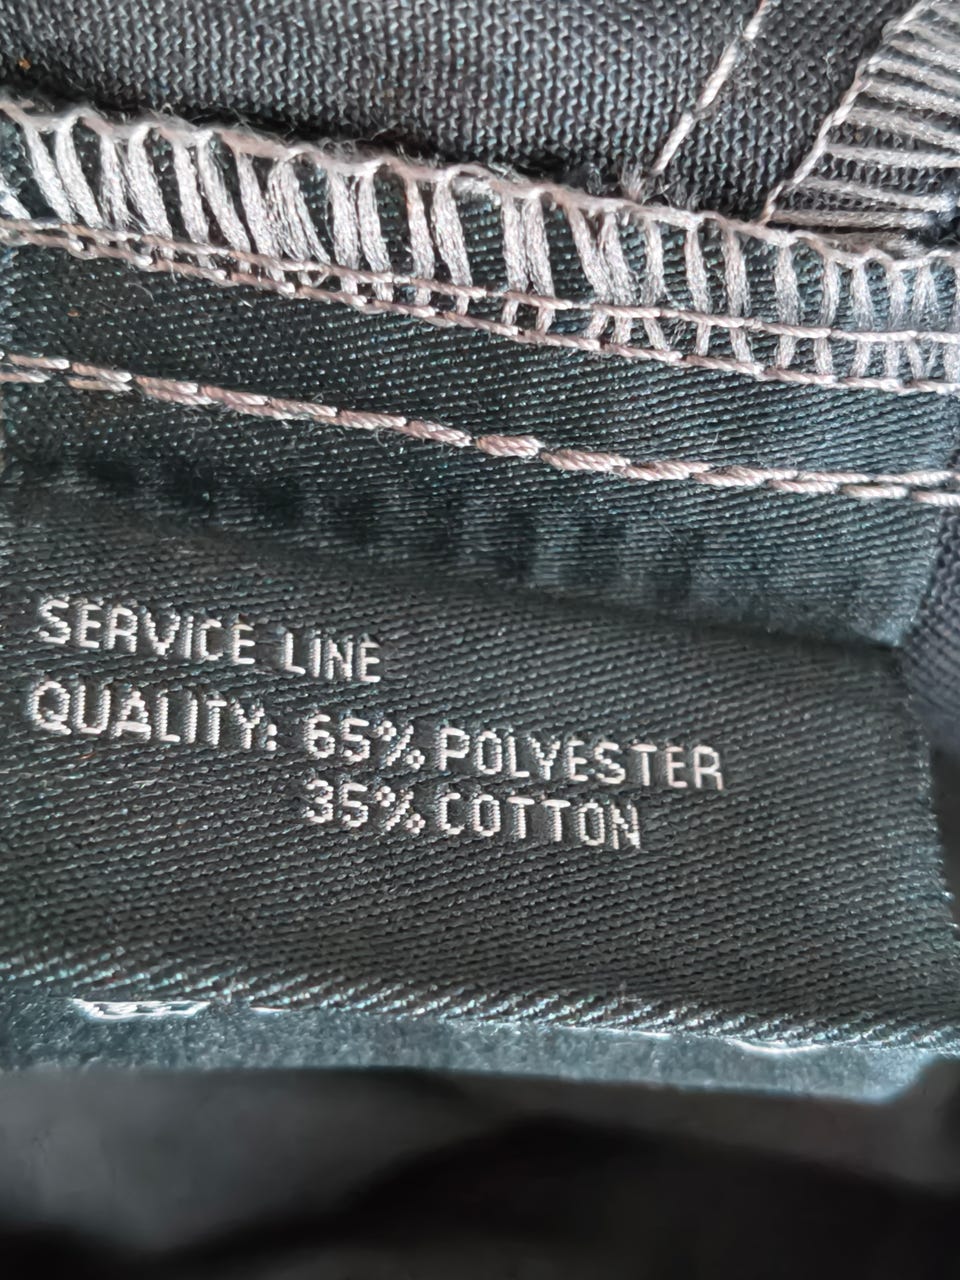 SERVICE LINE
QUALITY: 65% POLYESTER
35% COTTON